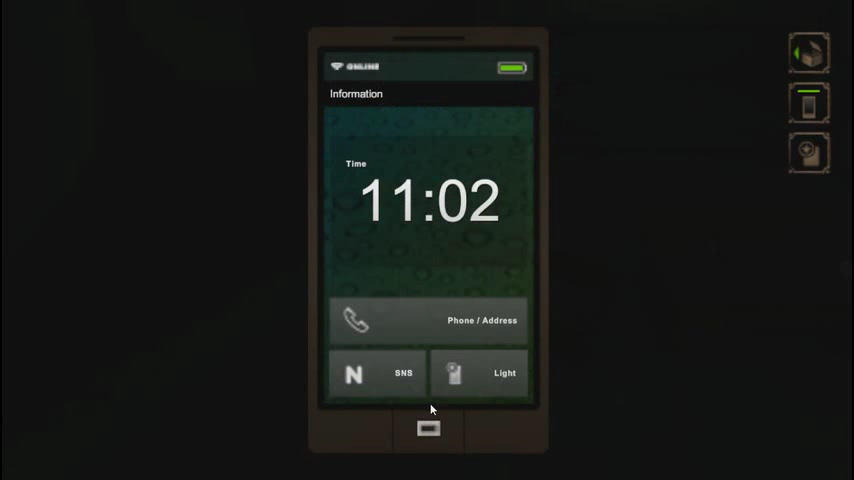 ONLINE
Information
Time
11:02
Phone / Address
N SNS
Light